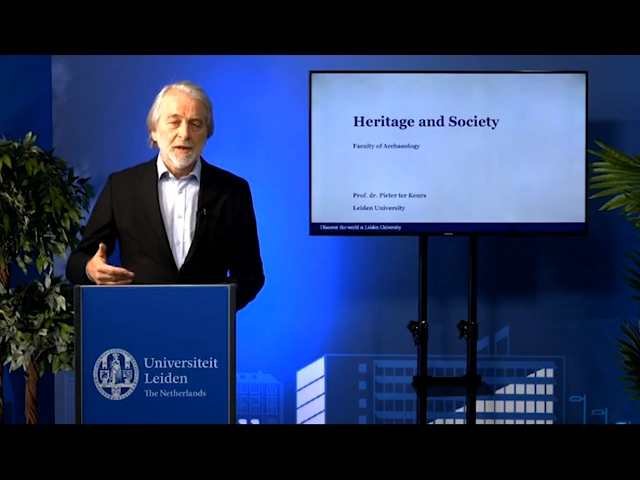 Heritage and Society
Faculty of Archaeology
Prof. dr. Pieter ter Keurs
Leiden University
Discover the world at Leiden University
Universiteit
Leiden
The Netherlands